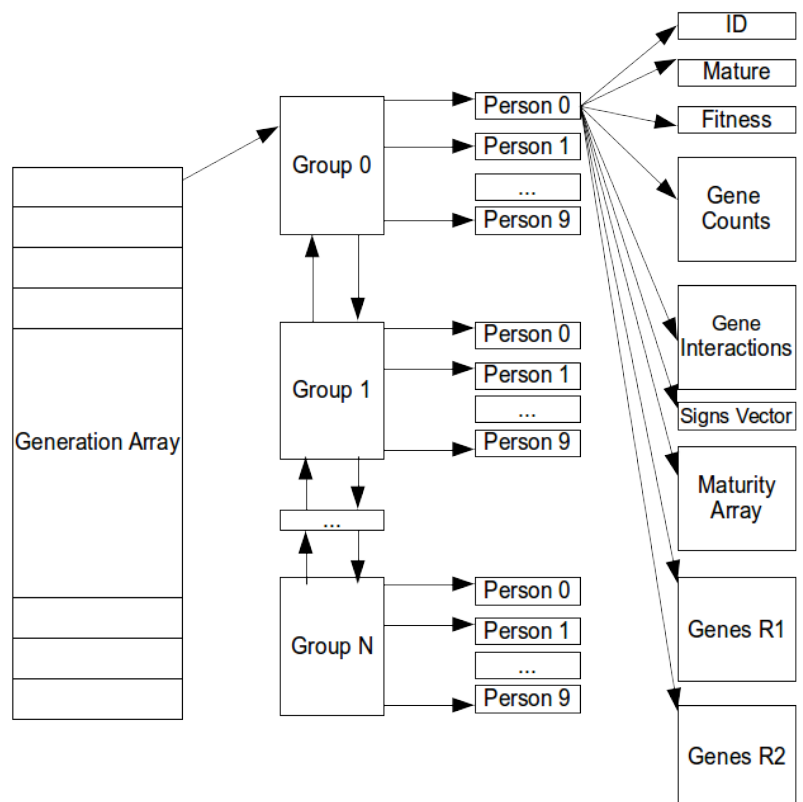 Generation Array
Group 0
Person 0
Person 1
...
Person 9
Group 1
Person 0
Person 1
...
Person 9
...
Group N
Person 0
Person 1
...
Person 9
ID
Mature
Fitness
Gene
Counts
Gene
Interactions
Signs Vector
Maturity
Array
Genes R1
Genes R2